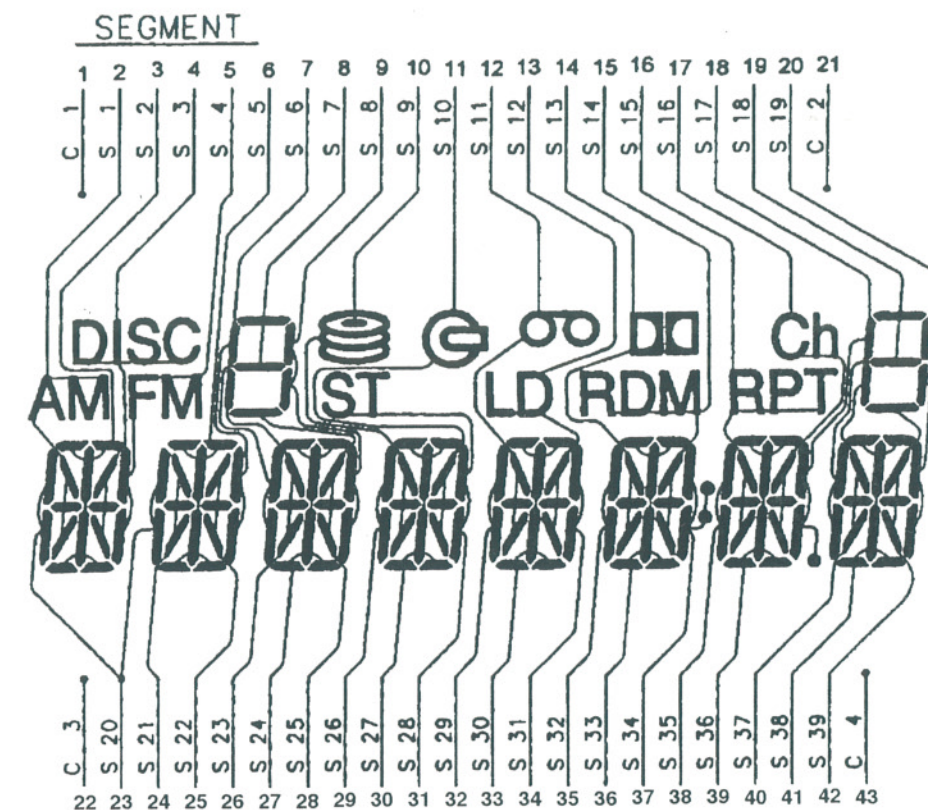 SEGMENT
1 2 3 4 5 6 7 8 9 10 11 12 13 14 15 16 17 18 19 20 21
C 1 S 1 S 2 S 3 S 4 S 5 S 6 S 7 S 8 S 9 S 10 S 11 S 12 S 13 S 14 S 15 S 16 S 17 S 18 S 19 C 2
DISC Ch
AM FM ST LD RDM RPT
C 3 S 20 S 21 S 22 S 23 S 24 S 25 S 26 S 27 S 28 S 29 S 30 S 31 S 32 S 33 S 34 S 35 S 36 S 37 S 38 S 39 C 4
22 23 24 25 26 27 28 29 30 31 32 33 34 35 36 37 38 39 40 41 42 43